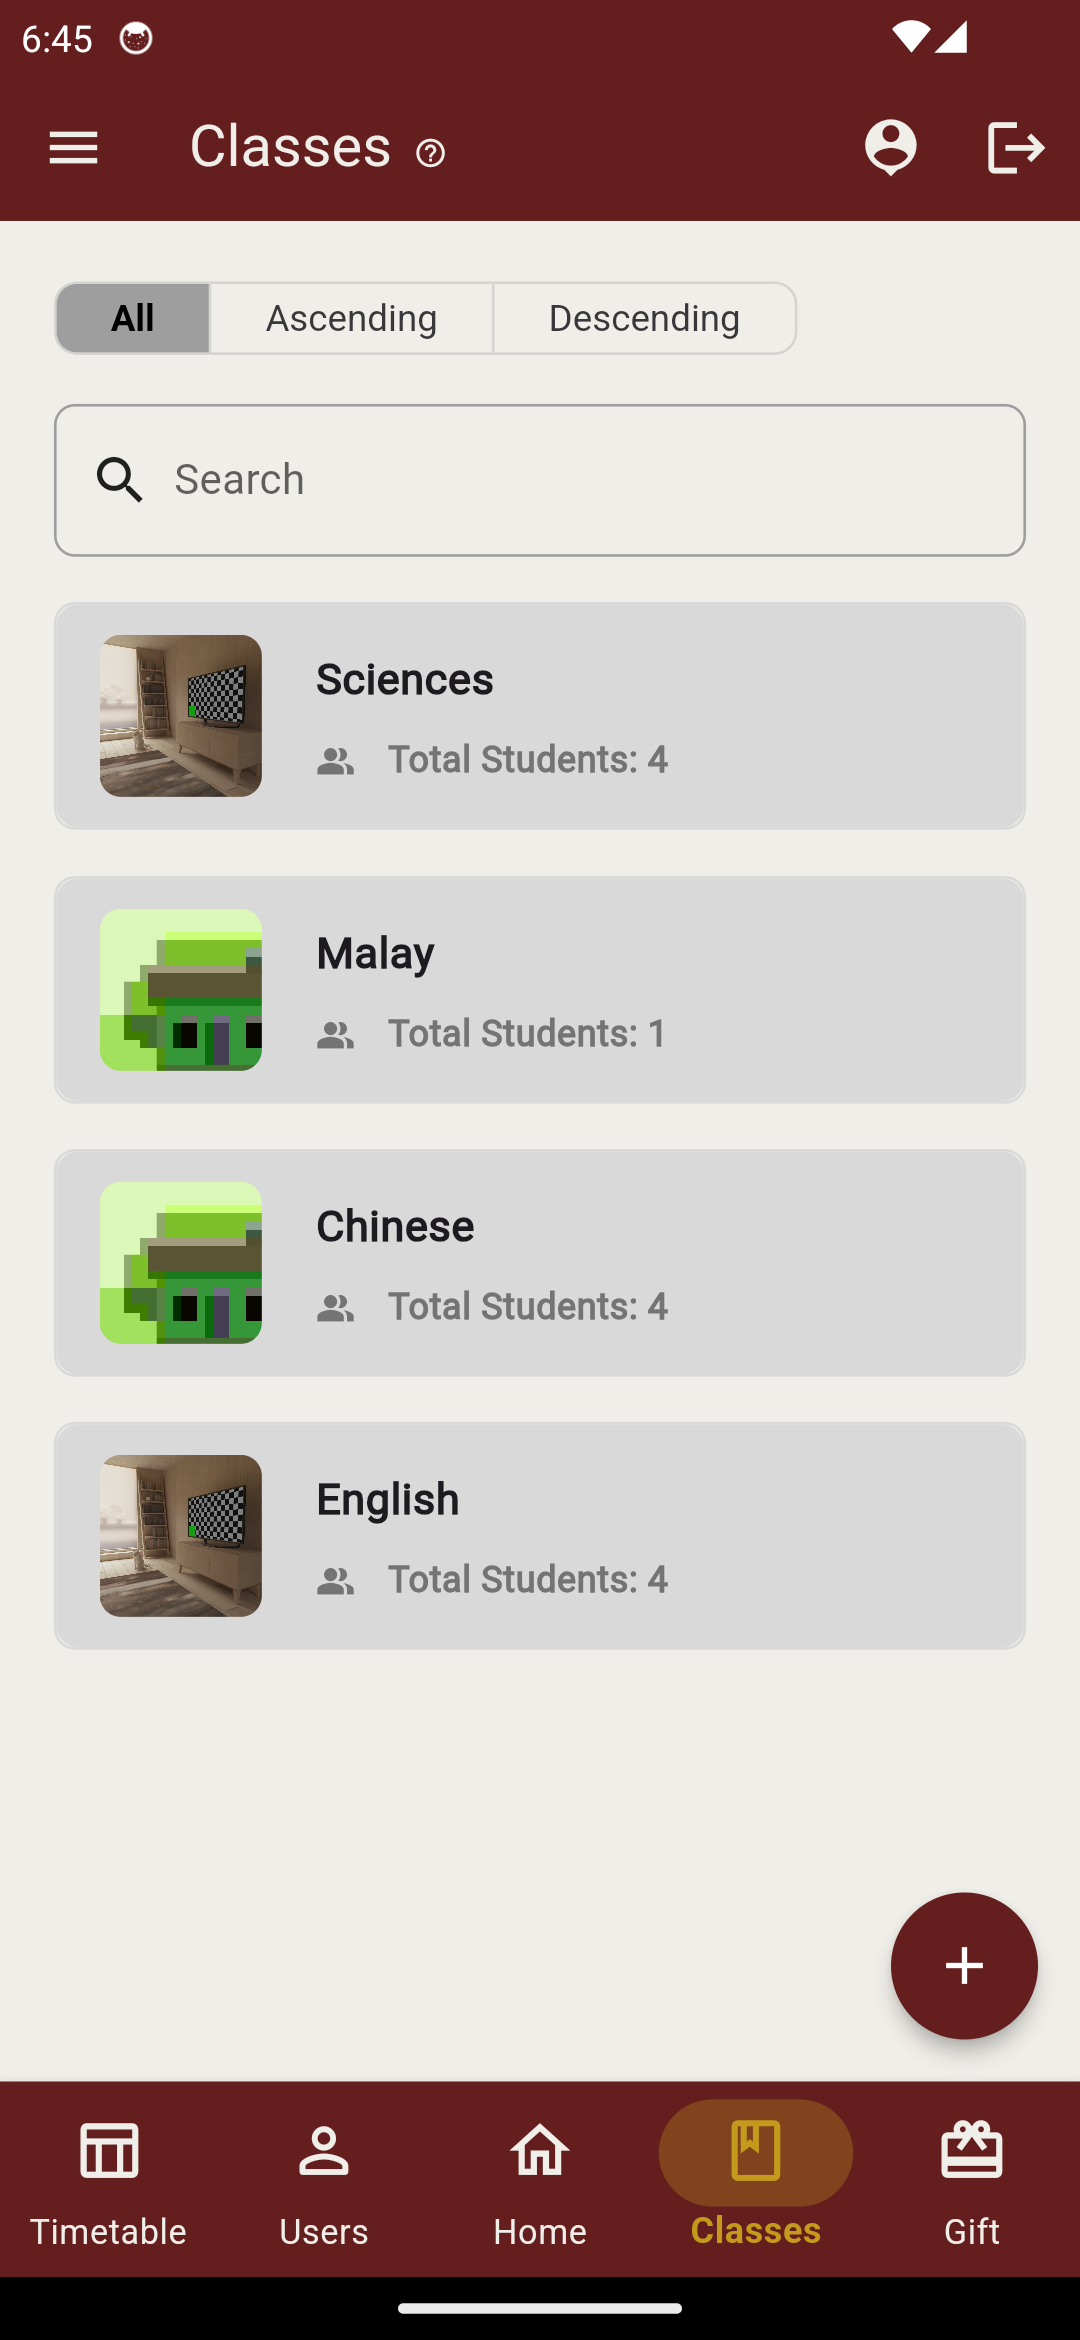 6:45
Classes
All Ascending Descending
Search
Sciences
Total Students: 4
Malay
Total Students: 1
Chinese
Total Students: 4
English
Total Students: 4
Timetable Users Home Classes Gift